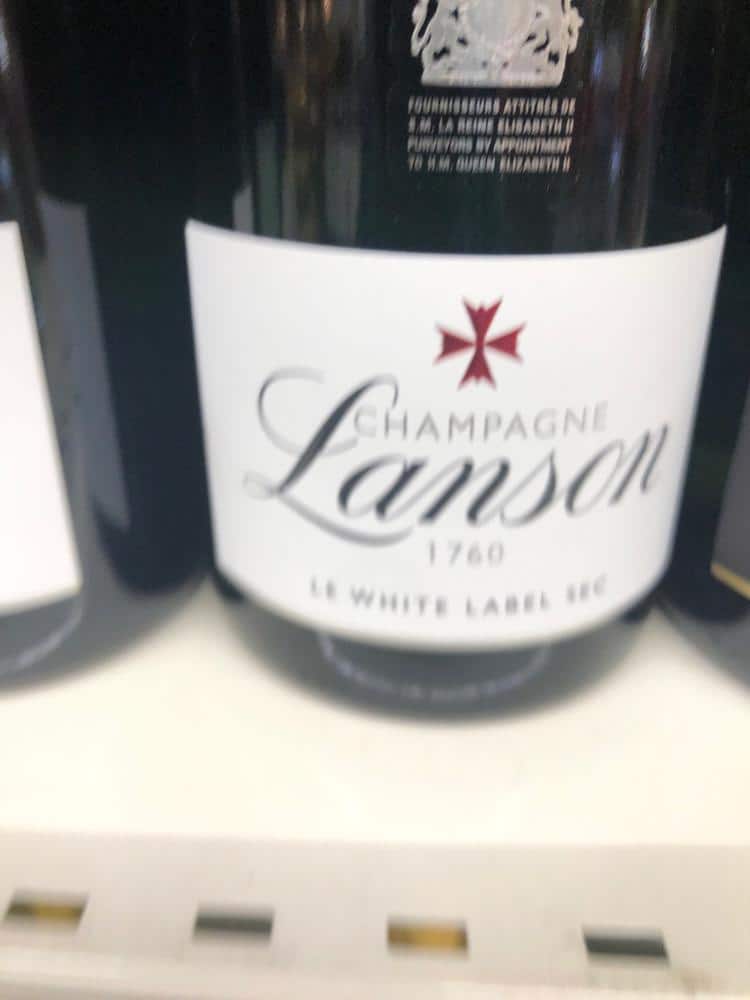 FOURNISSEURS ATTITRÉS DE
S.M. LA REINE ELISABETH II
PURVEYORS BY APPOINTMENT
TO H.M. QUEEN ELIZABETH II
CHAMPAGNE
Lanson
1760
LE WHITE LABEL SEC